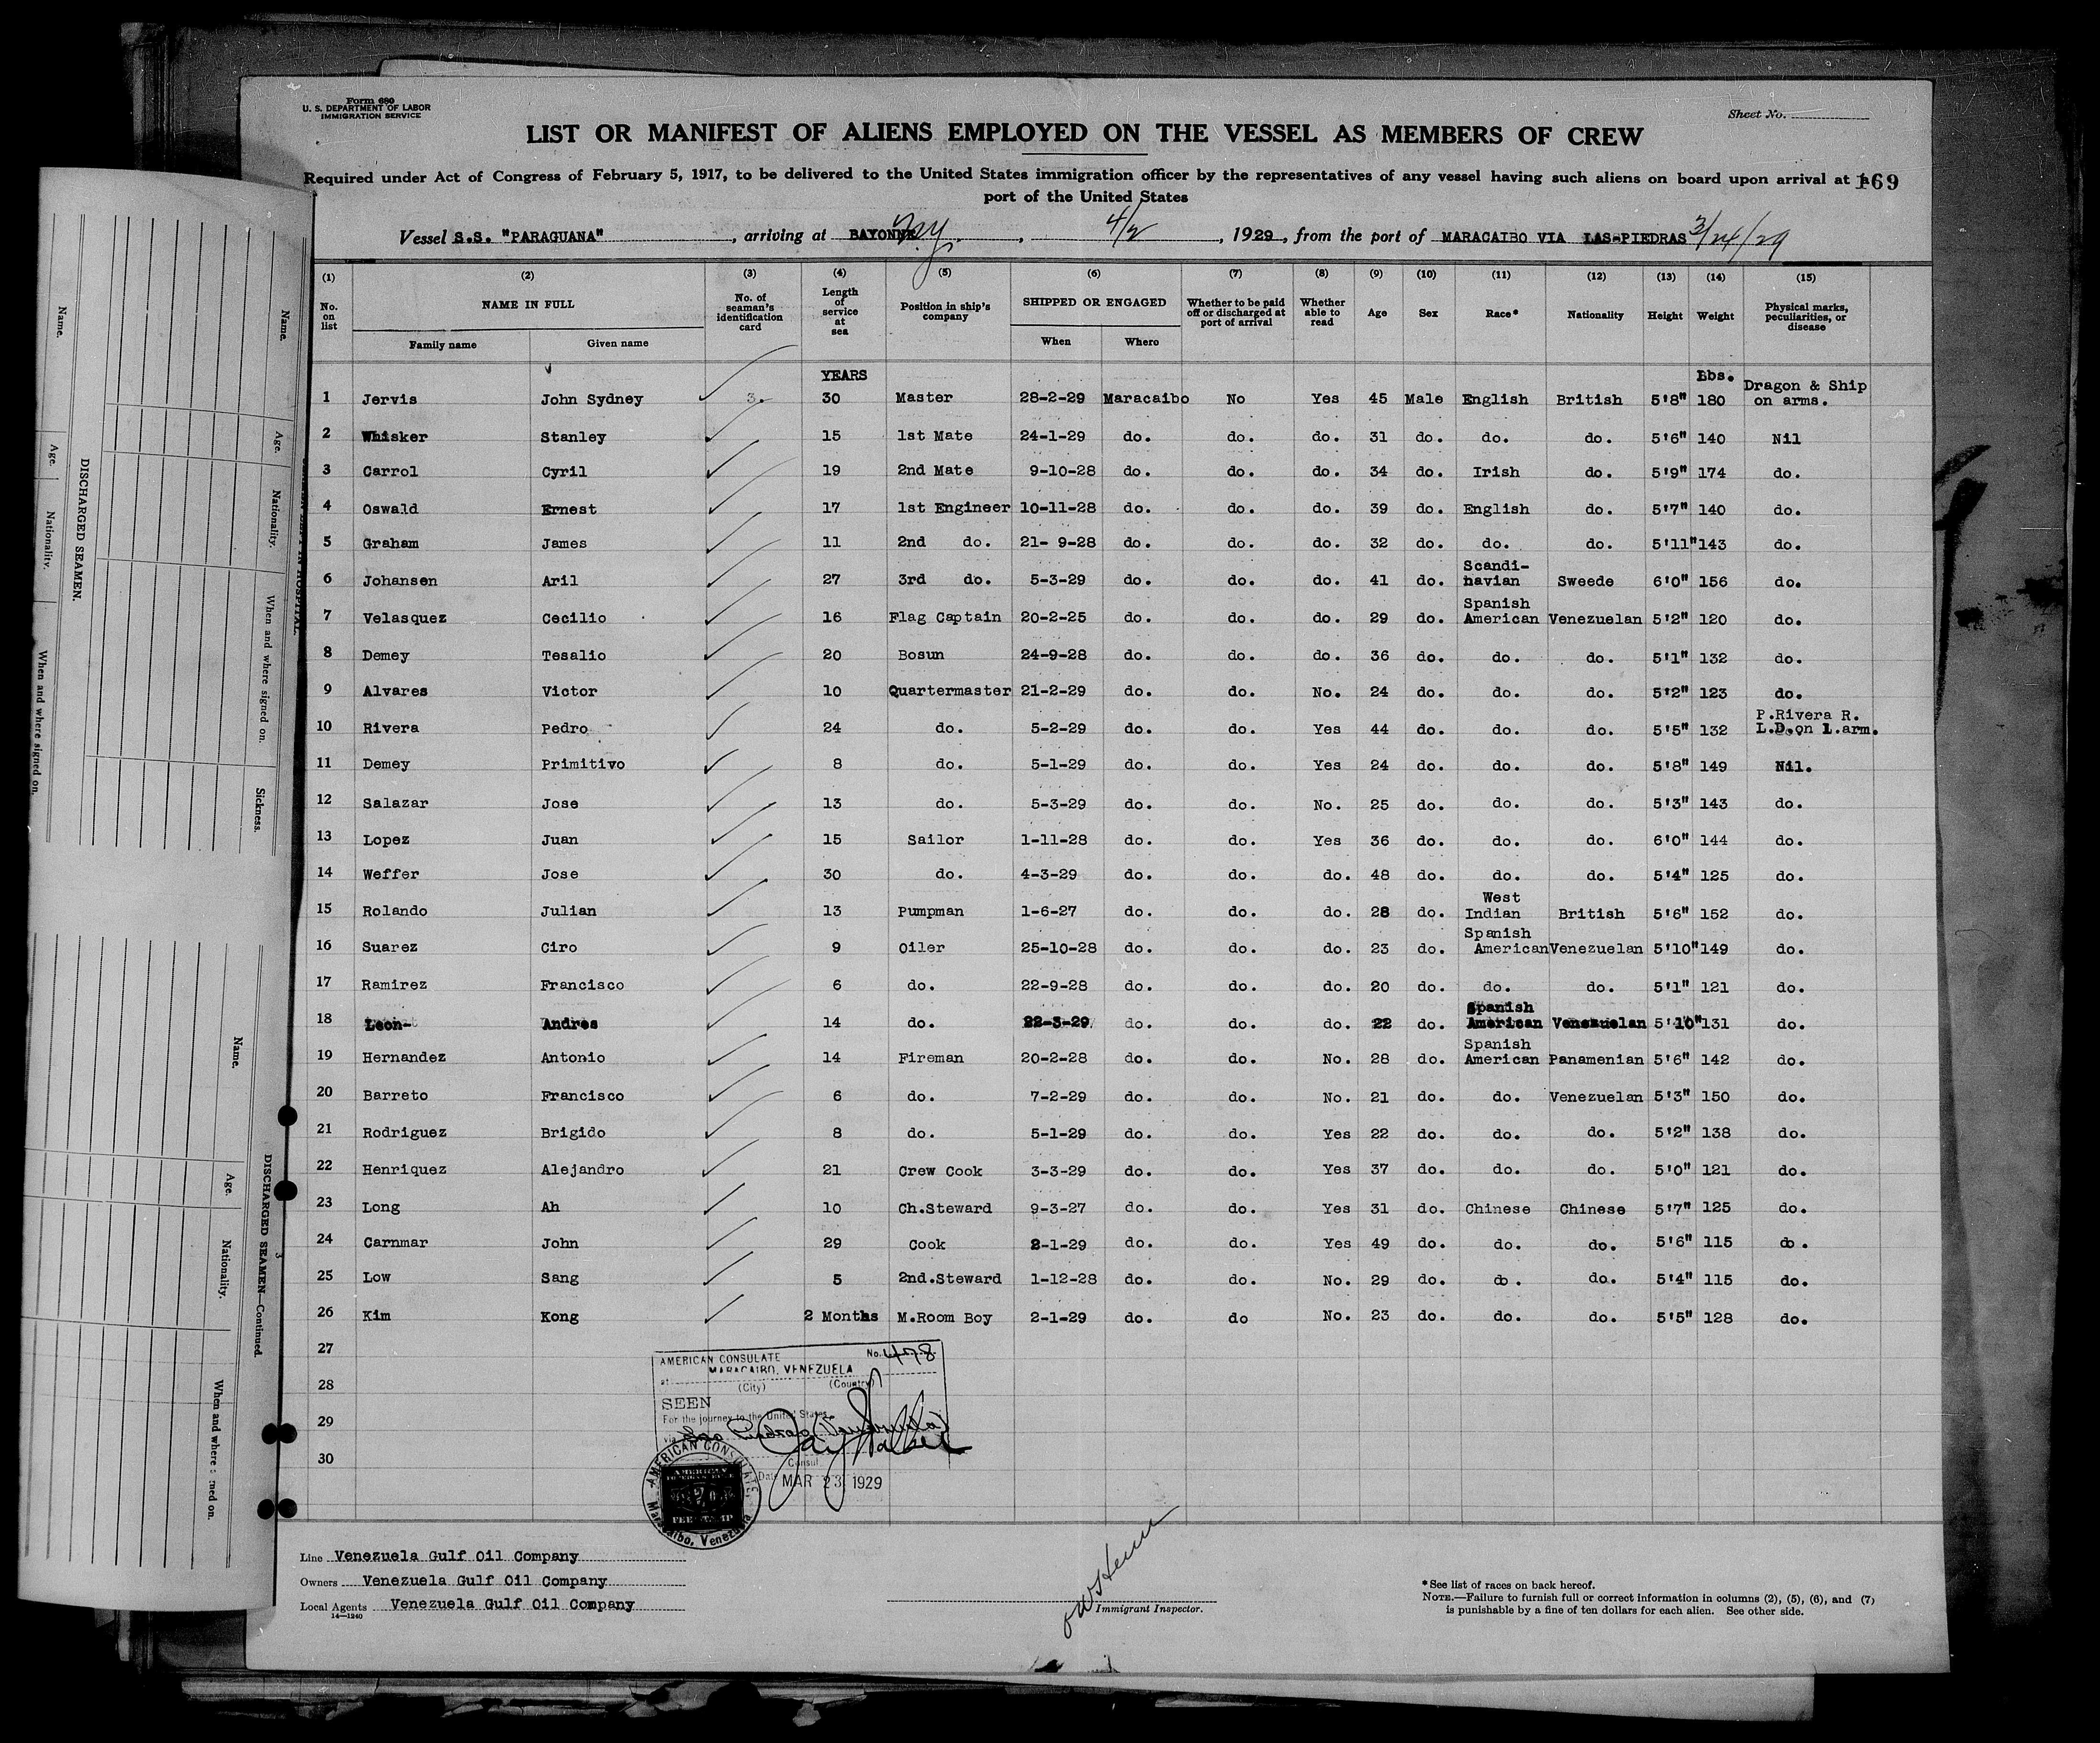 Form 680
U. S. DEPARTMENT OF LABOR
IMMIGRATION SERVICE
Sheet No.
LIST OR MANIFEST OF ALIENS EMPLOYED ON THE VESSEL AS MEMBERS OF CREW
Required under Act of Congress of February 5, 1917, to be delivered to the United States immigration officer by the representatives of any vessel having such aliens on board upon arrival at a
169
port of the United States
Vessel S.S. "PARAGUANA", arriving at BAYONNE N.Y., 4/2, 1929, from the port of MARACAIBO VIA LAS-PIEDRAS 3/24/29
(1) (2) (3) (4) (5) (6) (7) (8) (9) (10) (11) (12) (13) (14) (15)
No. on list NAME IN FULL Family name Given name No. of seaman's identification card Length of service at sea Position in ship's company SHIPPED OR ENGAGED When Where Whether to be paid off or discharged at port of arrival Whether able to read Age Sex Race* Nationality Height Weight Physical marks, peculiarities, or disease
YEARS Lbs.
1 Jervis John Sydney 3. 30 Master 28-2-29 Maracaibo No Yes 45 Male English British 5'8" 180 Dragon & Ship on arms.
2 Whisker Stanley 15 1st Mate 24-1-29 do. do. do. 31 do. do. do. 5'6" 140 Nil
3 Carrol Cyril 19 2nd Mate 9-10-28 do. do. do. 34 do. Irish do. 5'9" 174 do.
4 Oswald Ernest 17 1st Engineer 10-11-28 do. do. do. 39 do. English do. 5'7" 140 do.
5 Graham James 11 2nd do. 21- 9-28 do. do. do. 32 do. do. do. 5'11" 143 do.
6 Johansen Aril 27 3rd do. 5-3-29 do. do. do. 41 do. Scandi-navian Sweede 6'0" 156 do.
7 Velasquez Cecilio 16 Flag Captain 20-2-25 do. do. do. 29 do. Spanish American Venezuelan 5'2" 120 do.
8 Demey Tesalio 20 Bosun 24-9-28 do. do. do. 36 do. do. do. 5'1" 132 do.
9 Alvares Victor 10 Quartermaster 21-2-29 do. do. No. 24 do. do. do. 5'2" 123 do.
10 Rivera Pedro 24 do. 5-2-29 do. do. Yes 44 do. do. do. 5'5" 132 P.Rivera R. L.D.on l.arm.
11 Demey Primitivo 8 do. 5-1-29 do. do. Yes 24 do. do. do. 5'8" 149 Nil.
12 Salazar Jose 13 do. 5-3-29 do. do. No. 25 do. do. do. 5'3" 143 do.
13 Lopez Juan 15 Sailor 1-11-28 do. do. Yes 36 do. do. do. 6'0" 144 do.
14 Weffer Jose 30 do. 4-3-29 do. do. do. 48 do. do. do. 5'4" 125 do.
15 Rolando Julian 13 Pumpman 1-6-27 do. do. do. 28 do. West Indian British 5'6" 152 do.
16 Suarez Ciro 9 Oiler 25-10-28 do. do. do. 23 do. Spanish American Venezuelan 5'10" 149 do.
17 Ramirez Francisco 6 do. 22-9-28 do. do. do. 20 do. do. do. 5'1" 121 do.
18 Leon- Andres 14 do. 22-3-29 do. do. do. 22 do. Spanish American Venezuelan 5'10" 131 do.
19 Hernandez Antonio 14 Fireman 20-2-28 do. do. No. 28 do. Spanish American Panamenian 5'6" 142 do.
20 Barreto Francisco 6 do. 7-2-29 do. do. No. 21 do. do. Venezuelan 5'3" 150 do.
21 Rodriguez Brigido 8 do. 5-1-29 do. do. Yes 22 do. do. do. 5'2" 138 do.
22 Henriquez Alejandro 21 Crew Cook 3-3-29 do. do. Yes 37 do. do. do. 5'0" 121 do.
23 Long Ah 10 Ch.Steward 9-3-27 do. do. Yes 31 do. Chinese Chinese 5'7" 125 do.
24 Carnmar John 29 Cook 2-1-29 do. do. Yes 49 do. do. do. 5'6" 115 do.
25 Low Sang 5 2nd.Steward 1-12-28 do. do. No. 29 do. do. do. 5'4" 115 do.
26 Kim Kong 2 Months M.Room Boy 2-1-29 do. do No. 23 do. do. do. 5'5" 128 do.
27
28
29
30
AMERICAN CONSULATE No. 478
at MARACAIBO, VENEZUELA
(City) (Country)
SEEN
For the journey to the United States
via Las Piedras Venezuela
Jay Walker
Consul
Date MAR 23 1929
AMERICAN CONSULATE, Maracaibo, Venezuela
AMERICAN
FEE STAMP
Line Venezuela Gulf Oil Company
Owners Venezuela Gulf Oil Company
Local Agents Venezuela Gulf Oil Company
14—1240
Immigrant Inspector.
*See list of races on back hereof.
NOTE.—Failure to furnish full or correct information in columns (2), (5), (6), and (7)
is punishable by a fine of ten dollars for each alien. See other side.
DISCHARGED SEAMEN.
Name. Age. Nationality. When and where signed on.
Name. Age. Nationality. When and where signed on. Sickness.
DISCHARGED SEAMEN—Continued.
3
Name. Age. Nationality. When and where signed on.